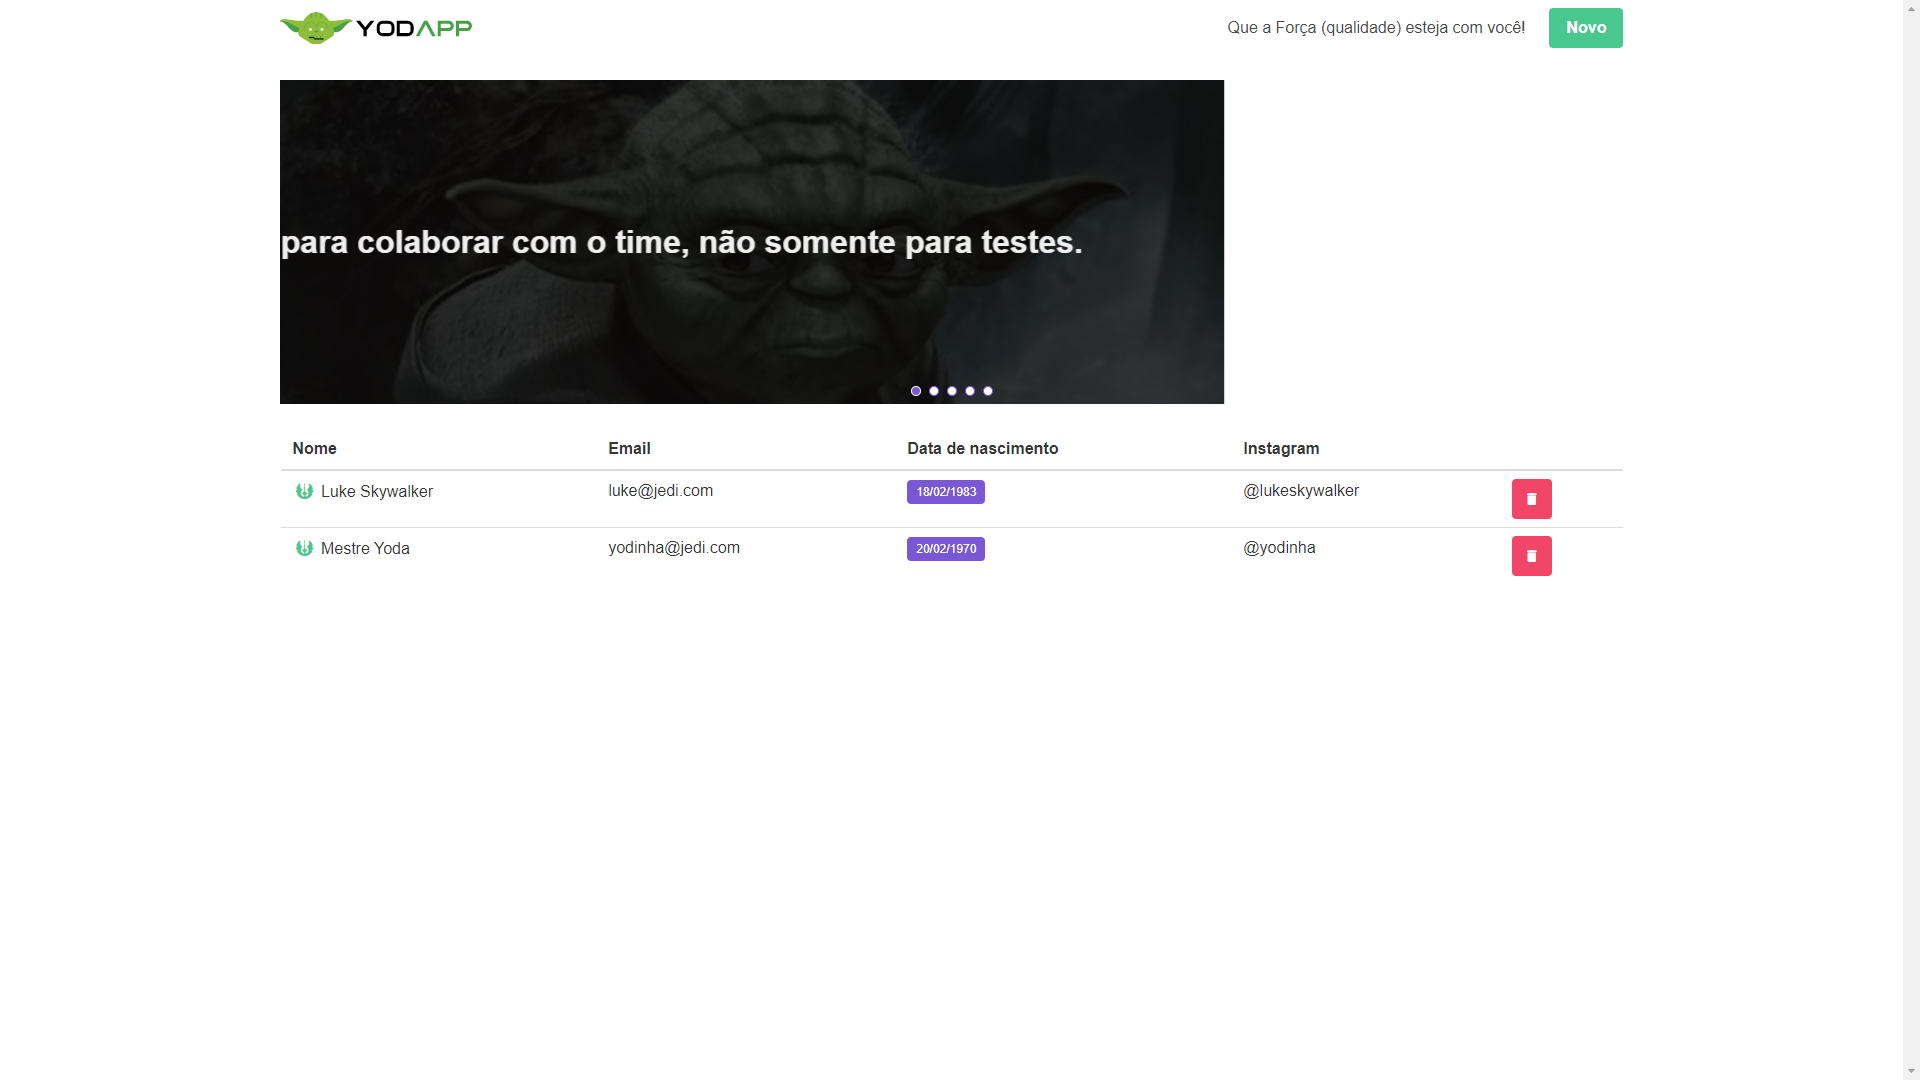 YODAPP
Que a Força (qualidade) esteja com você!
Novo
para colaborar com o time, não somente para testes.
Nome Email Data de nascimento Instagram
Luke Skywalker luke@jedi.com 18/02/1983 @lukeskywalker
Mestre Yoda yodinha@jedi.com 20/02/1970 @yodinha